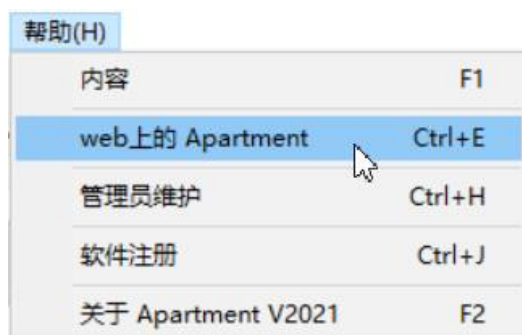 帮助(H)
内容 F1
web上的 Apartment Ctrl+E
管理员维护 Ctrl+H
软件注册 Ctrl+J
关于 Apartment V2021 F2